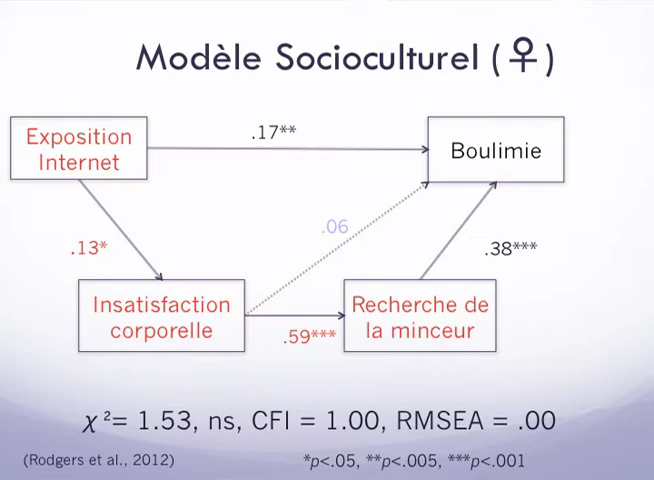 Modèle Socioculturel (♀)
Exposition
Internet
.17**
Boulimie
.13*
.06
.38***
Insatisfaction
corporelle
.59***
Recherche de
la minceur
χ ²= 1.53, ns, CFI = 1.00, RMSEA = .00
(Rodgers et al., 2012)
*p<.05, **p<.005, ***p<.001